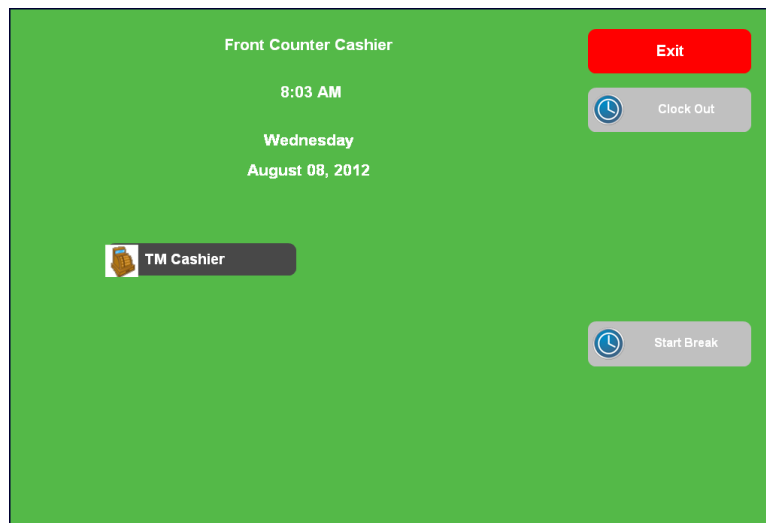 Front Counter Cashier
Exit
8:03 AM
Clock Out
Wednesday
August 08, 2012
TM Cashier
Start Break